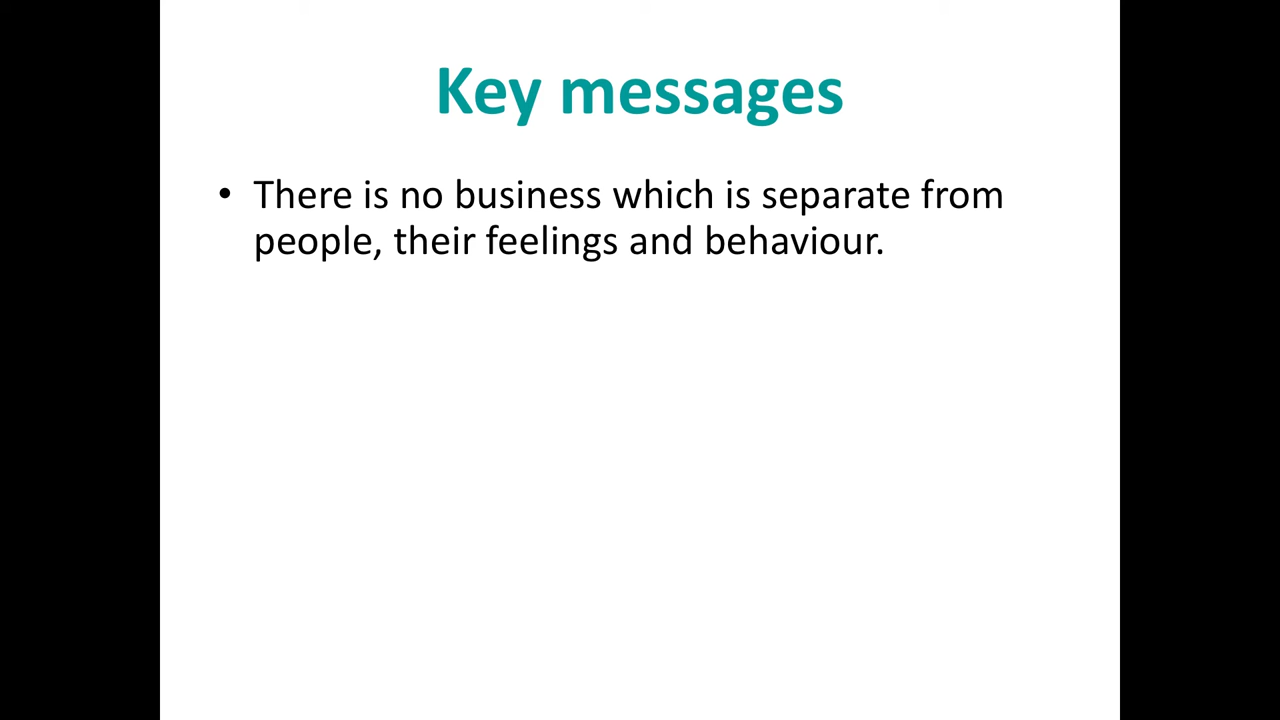 Key messages
• There is no business which is separate from
people, their feelings and behaviour.